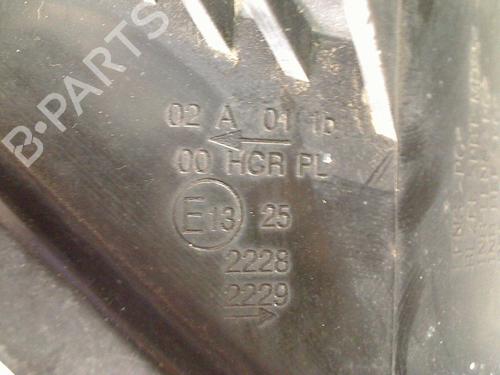 B-PARTS
02 A 01 1b
←
00 HCR PL
E13 25
2228
2229
→